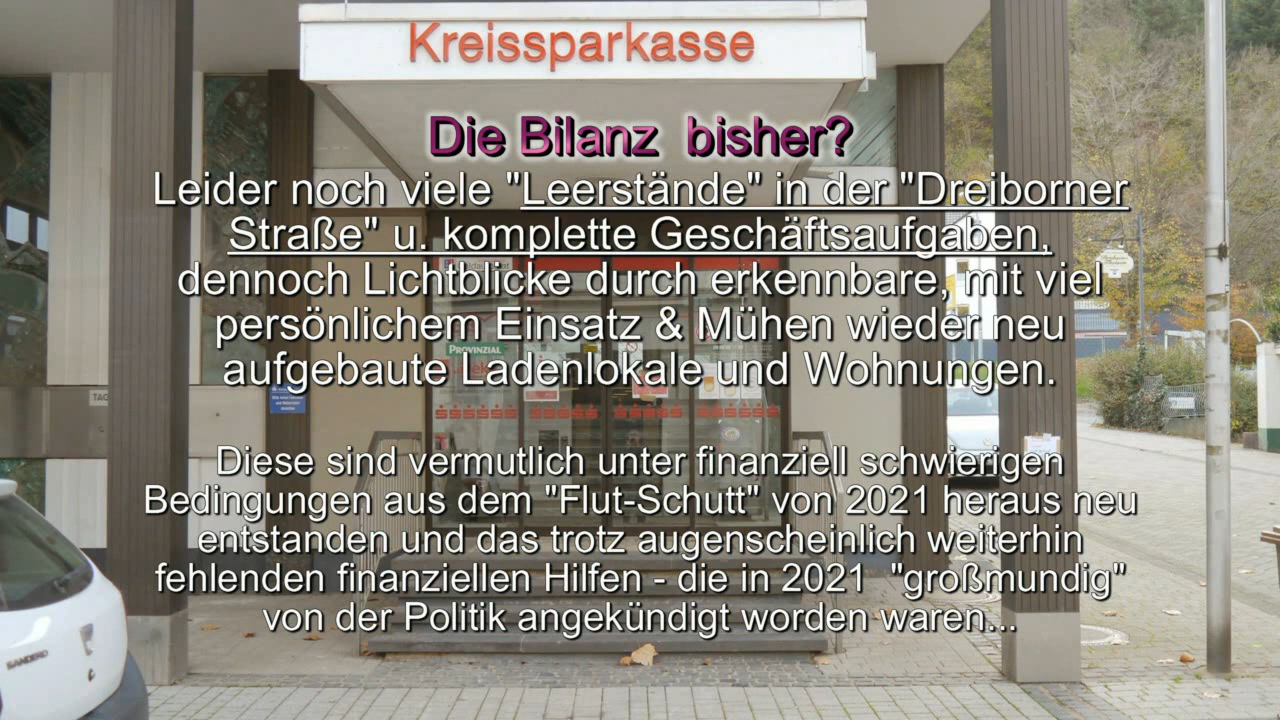 Kreissparkasse
Die Bilanz bisher?
Leider noch viele "Leerstände" in der "Dreiborner
Straße" u. komplette Geschäftsaufgaben,
dennoch Lichtblicke durch erkennbare, mit viel
persönlichem Einsatz & Mühen wieder neu
PROVINZIAL
aufgebaute Ladenlokale und Wohnungen.
TAG
Diese sind vermutlich unter finanziell schwierigen
Bedingungen aus dem "Flut-Schutt" von 2021 heraus neu
entstanden und das trotz augenscheinlich weiterhin
fehlenden finanziellen Hilfen - die in 2021 "großmundig"
von der Politik angekündigt worden waren...
SANDERO